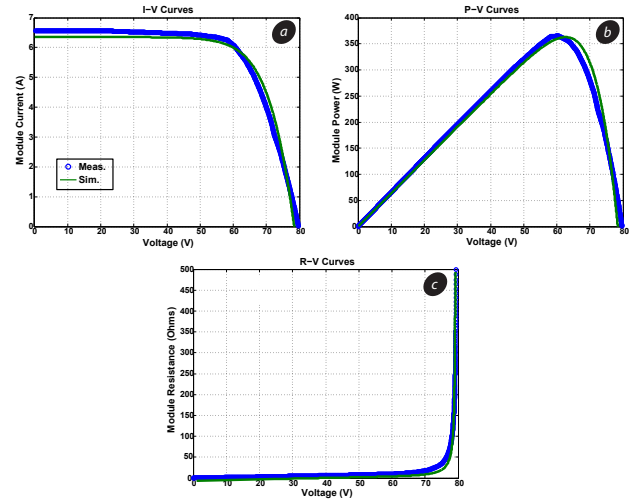 I−V Curves
a
7
6
5
4
3
2
1
0
Module Current (A)
Meas.
Sim.
0 10 20 30 40 50 60 70 80
Voltage (V)
P−V Curves
b
400
350
300
250
200
150
100
50
0
Module Power (W)
0 10 20 30 40 50 60 70 80
Voltage (V)
R−V Curves
c
500
450
400
350
300
250
200
150
100
50
0
Module Resistance (Ohms)
0 10 20 30 40 50 60 70 80
Voltage (V)